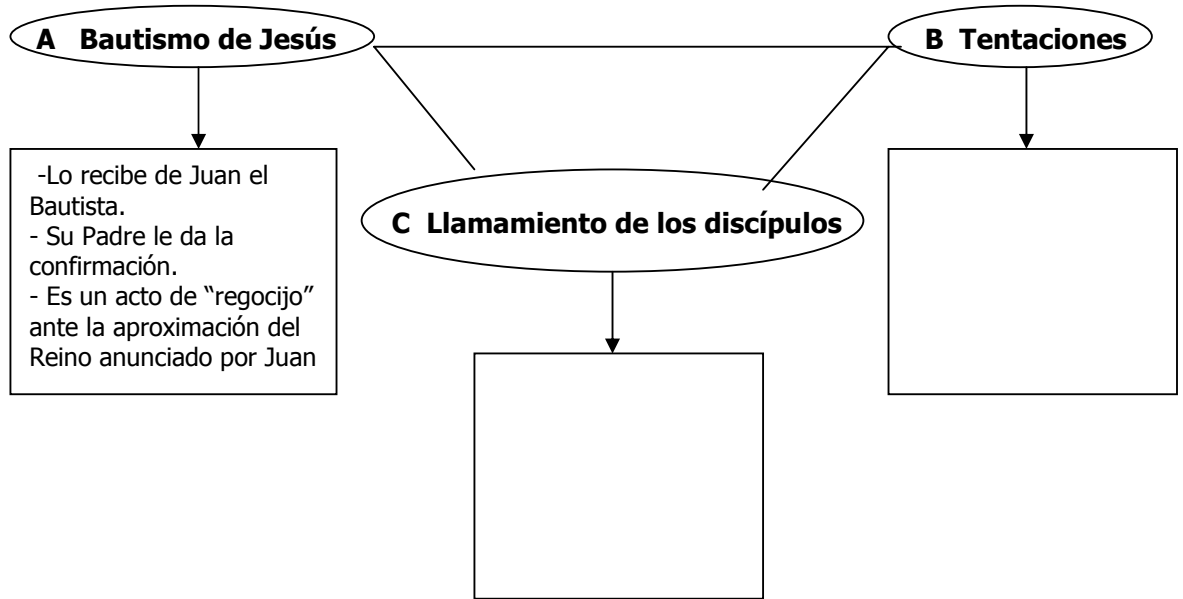 A Bautismo de Jesús
B Tentaciones
-Lo recibe de Juan el
Bautista.
- Su Padre le da la
confirmación.
- Es un acto de “regocijo”
ante la aproximación del
Reino anunciado por Juan
C Llamamiento de los discípulos